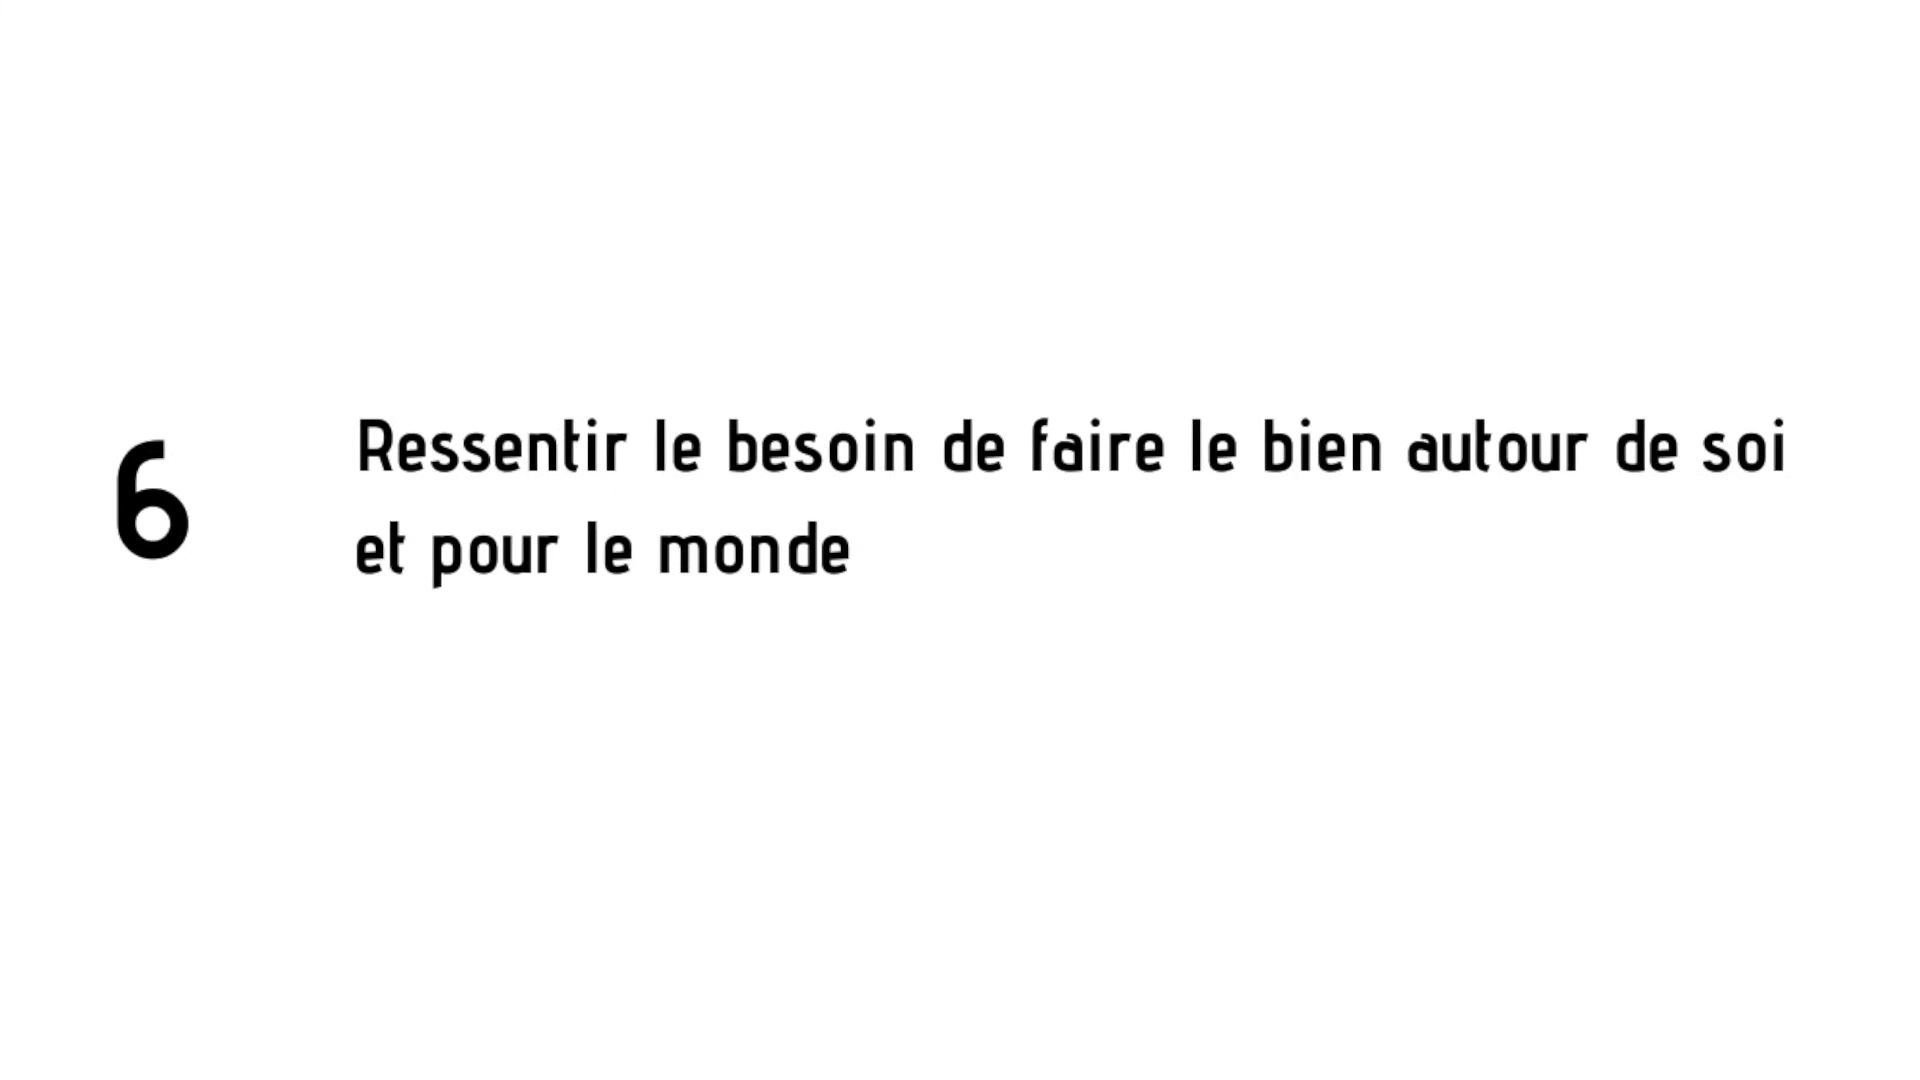 6
Ressentir le besoin de faire le bien autour de soi
et pour le monde